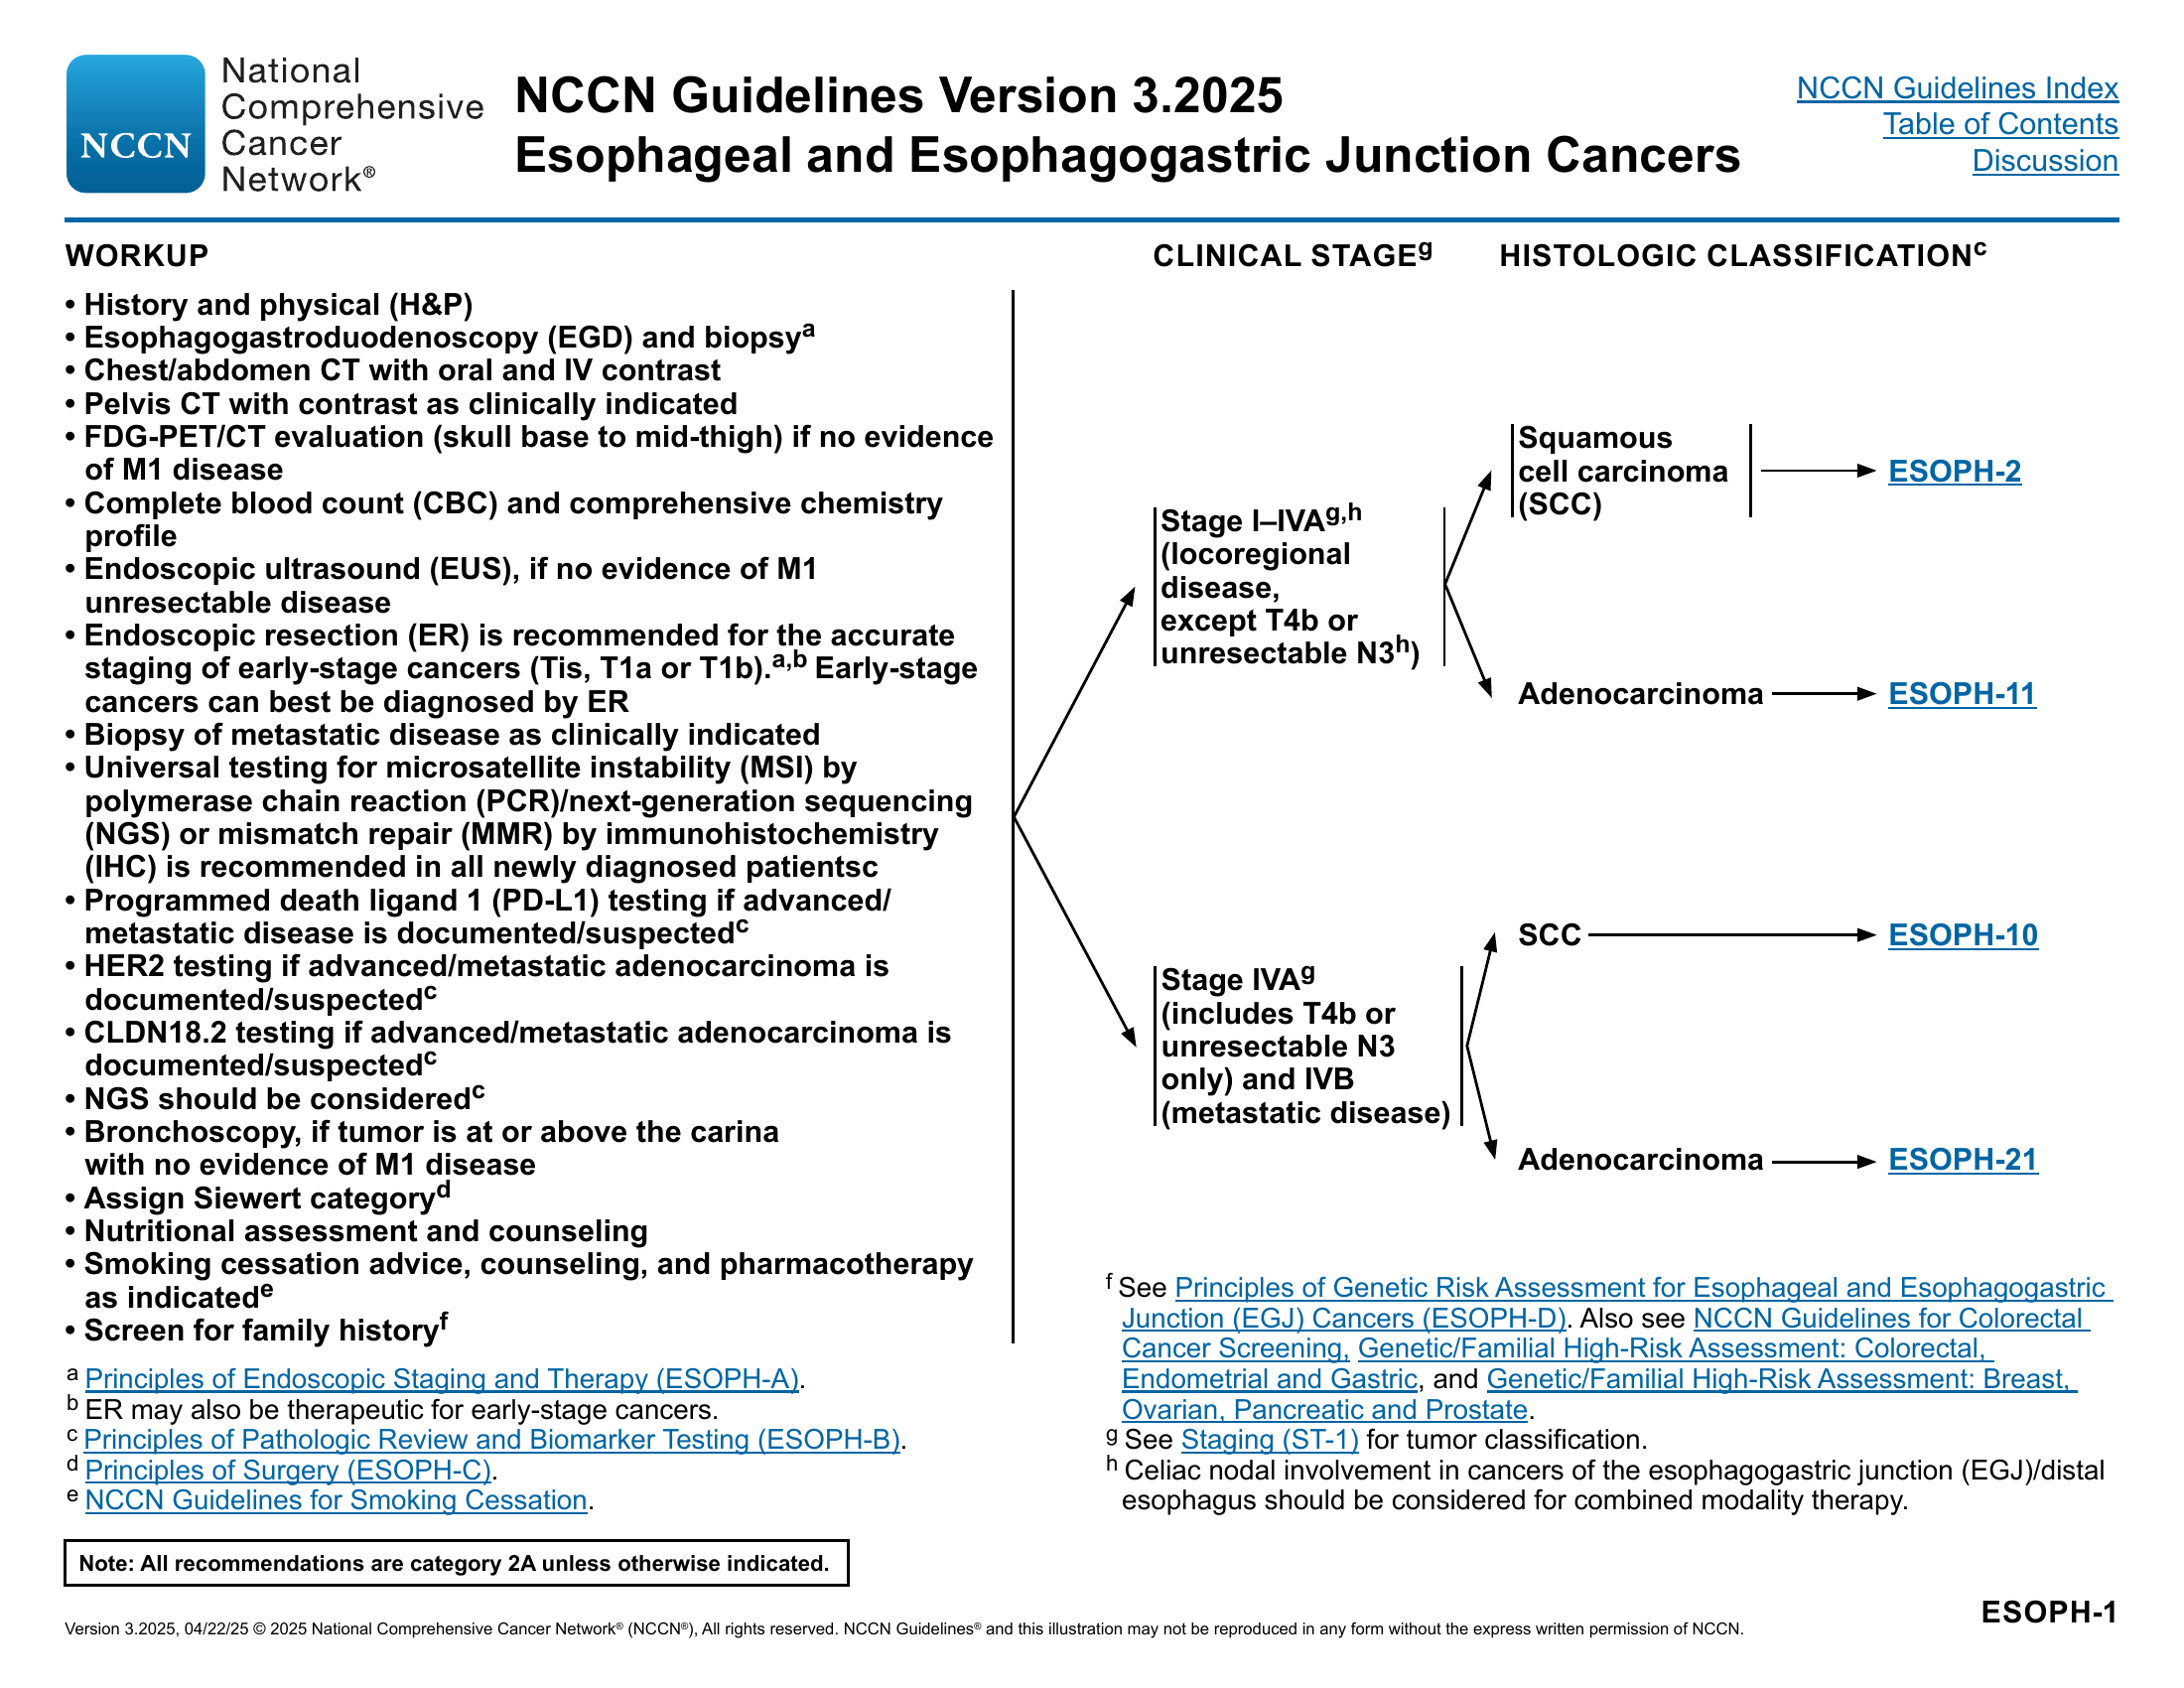 National
Comprehensive
NCCN Cancer
Network®
NCCN Guidelines Version 3.2025
Esophageal and Esophagogastric Junction Cancers
NCCN Guidelines Index
Table of Contents
Discussion
WORKUP
• History and physical (H&P)
• Esophagogastroduodenoscopy (EGD) and biopsya
• Chest/abdomen CT with oral and IV contrast
• Pelvis CT with contrast as clinically indicated
• FDG-PET/CT evaluation (skull base to mid-thigh) if no evidence
of M1 disease
• Complete blood count (CBC) and comprehensive chemistry
profile
• Endoscopic ultrasound (EUS), if no evidence of M1
unresectable disease
• Endoscopic resection (ER) is recommended for the accurate
staging of early-stage cancers (Tis, T1a or T1b).a,b Early-stage
cancers can best be diagnosed by ER
• Biopsy of metastatic disease as clinically indicated
• Universal testing for microsatellite instability (MSI) by
polymerase chain reaction (PCR)/next-generation sequencing
(NGS) or mismatch repair (MMR) by immunohistochemistry
(IHC) is recommended in all newly diagnosed patientsc
• Programmed death ligand 1 (PD-L1) testing if advanced/
metastatic disease is documented/suspectedc
• HER2 testing if advanced/metastatic adenocarcinoma is
documented/suspectedc
• CLDN18.2 testing if advanced/metastatic adenocarcinoma is
documented/suspectedc
• NGS should be consideredc
• Bronchoscopy, if tumor is at or above the carina
with no evidence of M1 disease
• Assign Siewert categoryd
• Nutritional assessment and counseling
• Smoking cessation advice, counseling, and pharmacotherapy
as indicatede
• Screen for family historyf
CLINICAL STAGEg
Stage I–IVAg,h
(locoregional
disease,
except T4b or
unresectable N3h)
Stage IVAg
(includes T4b or
unresectable N3
only) and IVB
(metastatic disease)
HISTOLOGIC CLASSIFICATIONc
Squamous
cell carcinoma
(SCC)
ESOPH-2
Adenocarcinoma
ESOPH-11
SCC
ESOPH-10
Adenocarcinoma
ESOPH-21
a Principles of Endoscopic Staging and Therapy (ESOPH-A).
b ER may also be therapeutic for early-stage cancers.
c Principles of Pathologic Review and Biomarker Testing (ESOPH-B).
d Principles of Surgery (ESOPH-C).
e NCCN Guidelines for Smoking Cessation.
f See Principles of Genetic Risk Assessment for Esophageal and Esophagogastric
Junction (EGJ) Cancers (ESOPH-D). Also see NCCN Guidelines for Colorectal
Cancer Screening, Genetic/Familial High-Risk Assessment: Colorectal,
Endometrial and Gastric, and Genetic/Familial High-Risk Assessment: Breast,
Ovarian, Pancreatic and Prostate.
g See Staging (ST-1) for tumor classification.
h Celiac nodal involvement in cancers of the esophagogastric junction (EGJ)/distal
esophagus should be considered for combined modality therapy.
Note: All recommendations are category 2A unless otherwise indicated.
ESOPH-1
Version 3.2025, 04/22/25 © 2025 National Comprehensive Cancer Network® (NCCN®), All rights reserved. NCCN Guidelines® and this illustration may not be reproduced in any form without the express written permission of NCCN.